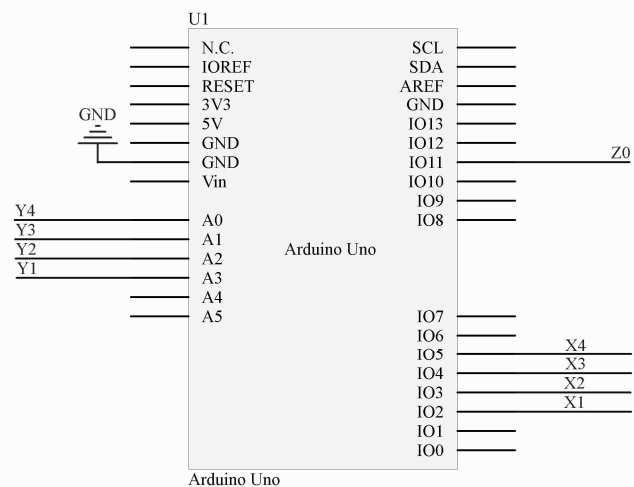 U1
N.C. SCL
IOREF SDA
RESET AREF
3V3 GND
GND
5V IO13
GND IO12
GND IO11 Z0
Vin IO10
IO9
Y4 A0 IO8
Y3 A1
Y2 A2
Arduino Uno
Y1 A3
A4
A5 IO7
IO6
IO5 X4
IO4 X3
IO3 X2
IO2 X1
IO1
IO0
Arduino Uno